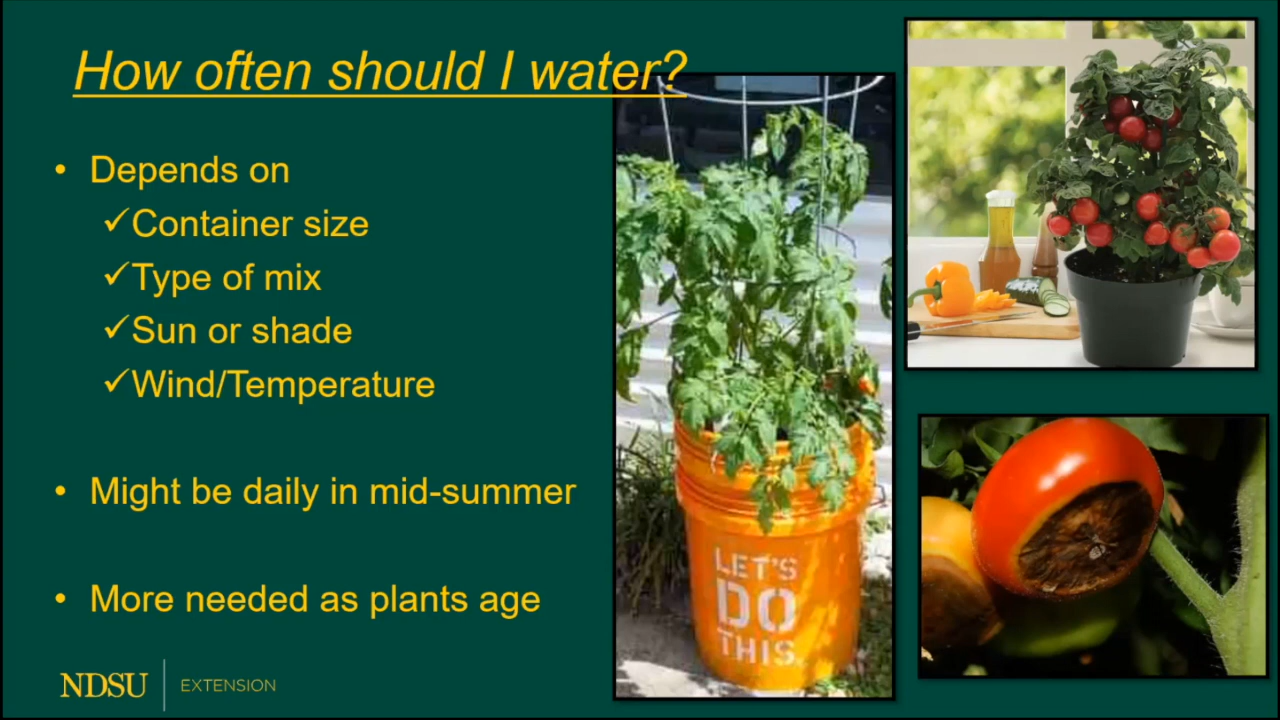 How often should I water?
• Depends on
✓Container size
✓Type of mix
✓Sun or shade
✓Wind/Temperature
• Might be daily in mid-summer
• More needed as plants age
LET'S
DO
THIS.
NDSU EXTENSION